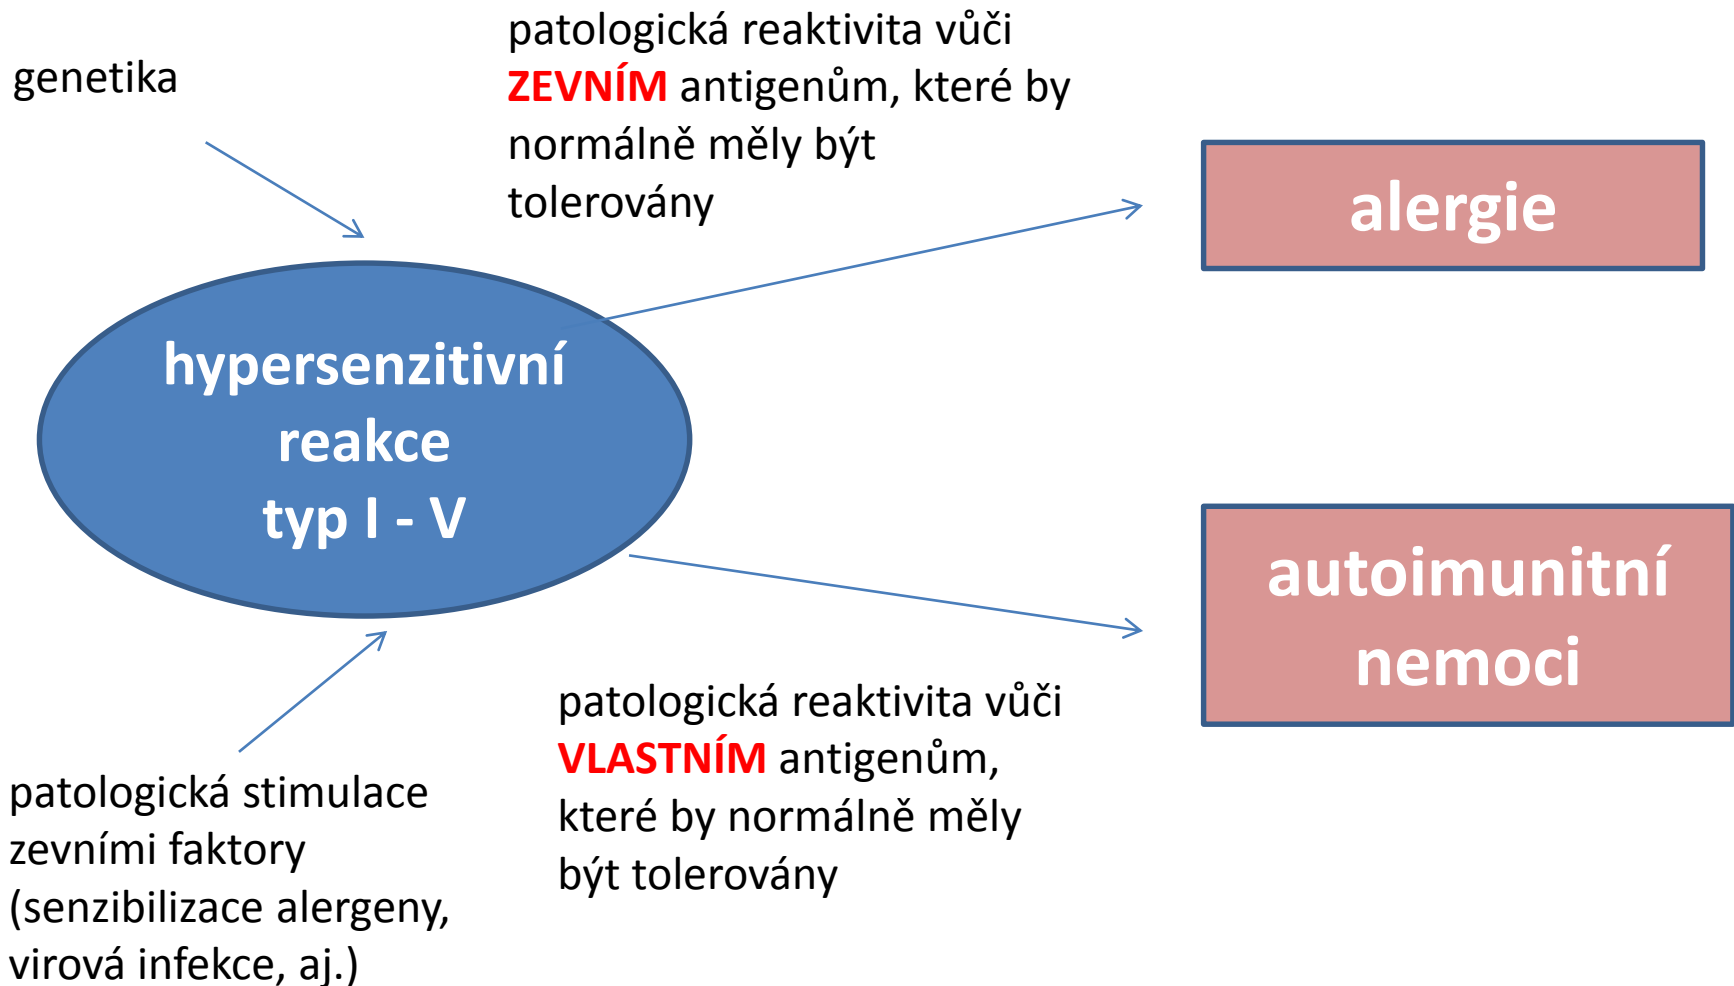 genetika
patologická reaktivita vůči
ZEVNÍM antigenům, které by
normálně měly být
tolerovány
alergie
hypersenzitivní
reakce
typ I - V
autoimunitní
nemoci
patologická reaktivita vůči
VLASTNÍM antigenům,
které by normálně měly
být tolerovány
patologická stimulace
zevními faktory
(senzibilizace alergeny,
virová infekce, aj.)